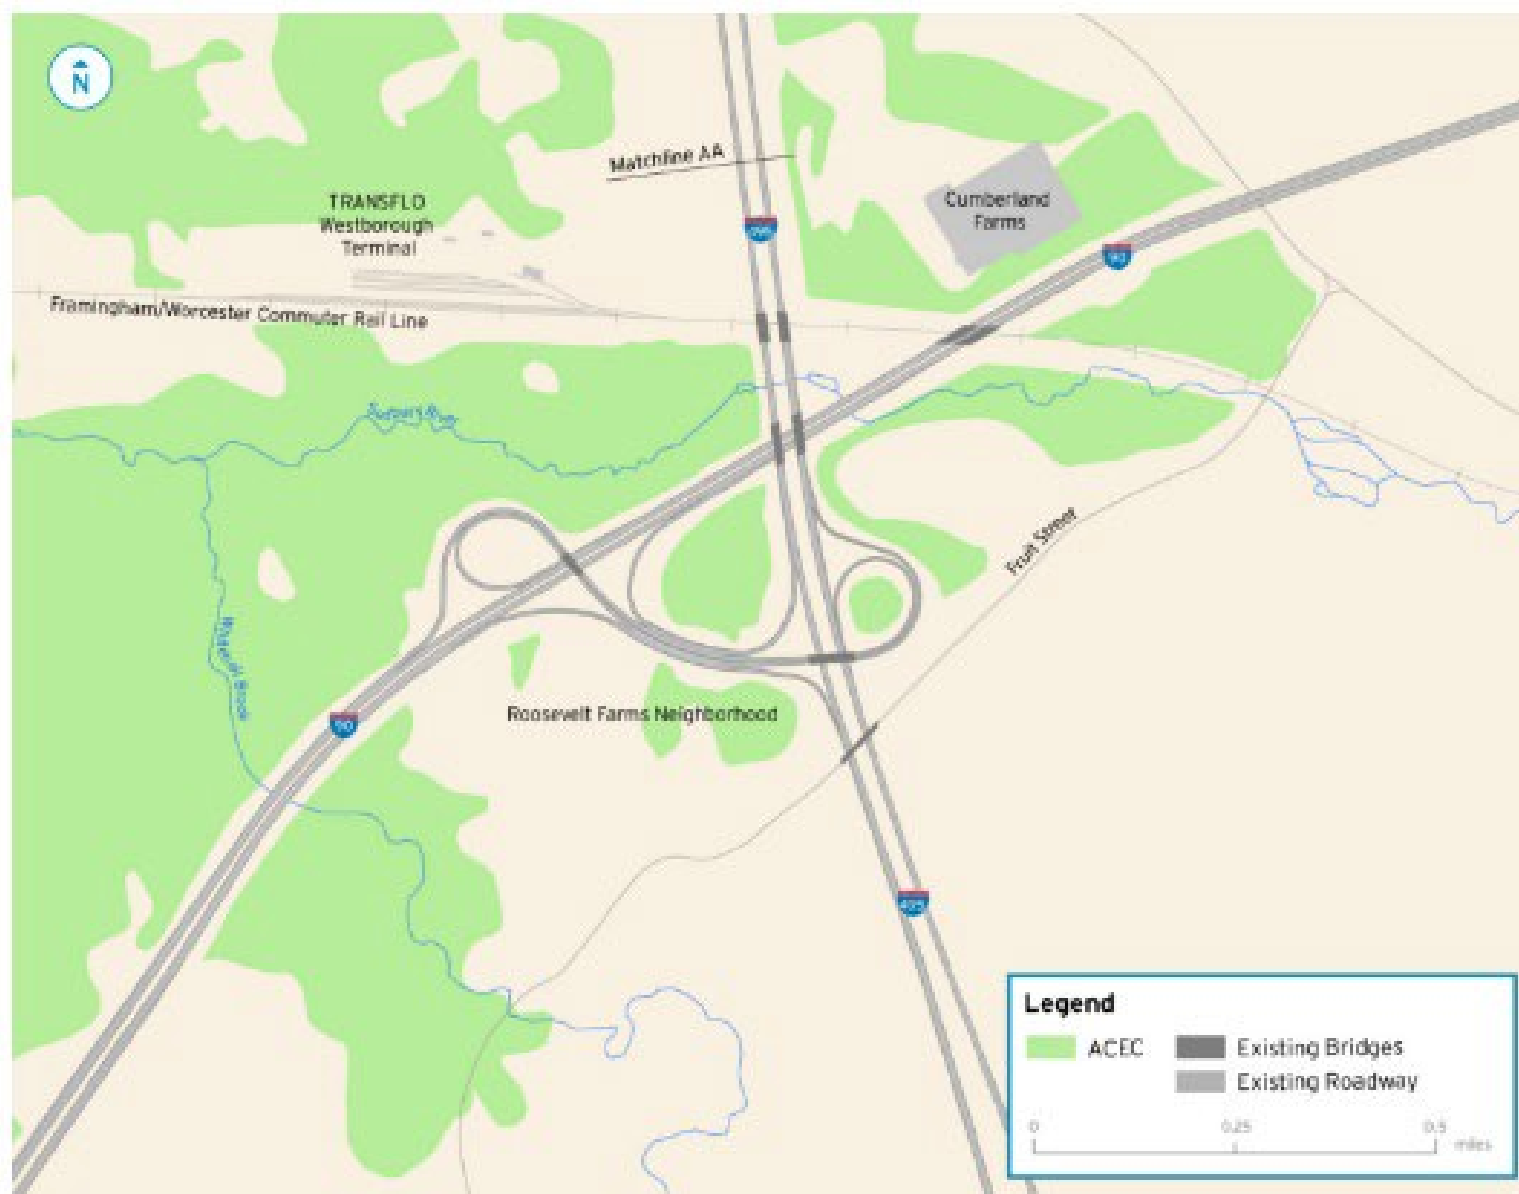 N
Matchline AA
TRANSFLO
Westborough
Terminal
Cumberland
Farms
90
Framingham/Worcester Commuter Rail Line
Fruit Street
Roosevelt Farms Neighborhood
90
495
Legend
ACEC
Existing Bridges
Existing Roadway
0
0.25
0.5
miles